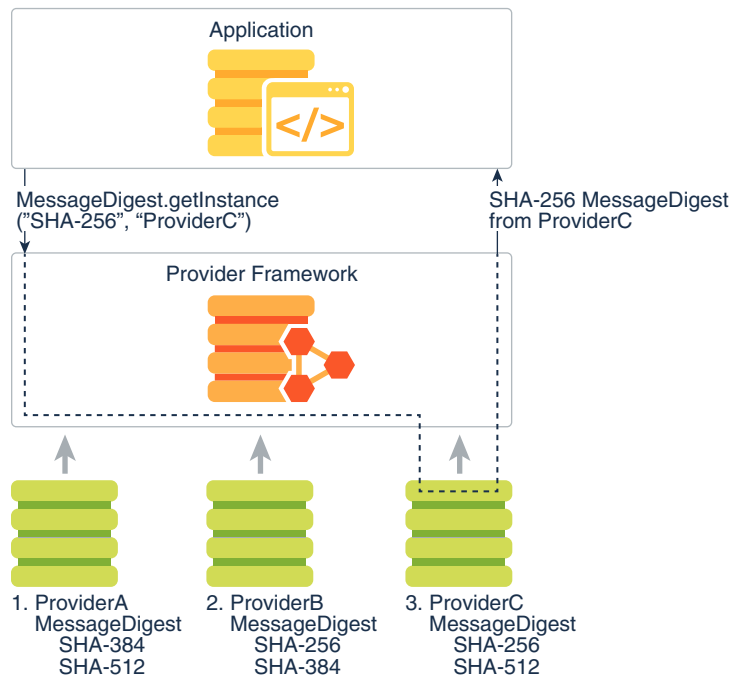 Application
</>
MessageDigest.getInstance
(”SHA-256”, “ProviderC”)
SHA-256 MessageDigest
from ProviderC
Provider Framework
1. ProviderA
MessageDigest
SHA-384
SHA-512
2. ProviderB
MessageDigest
SHA-256
SHA-384
3. ProviderC
MessageDigest
SHA-256
SHA-512